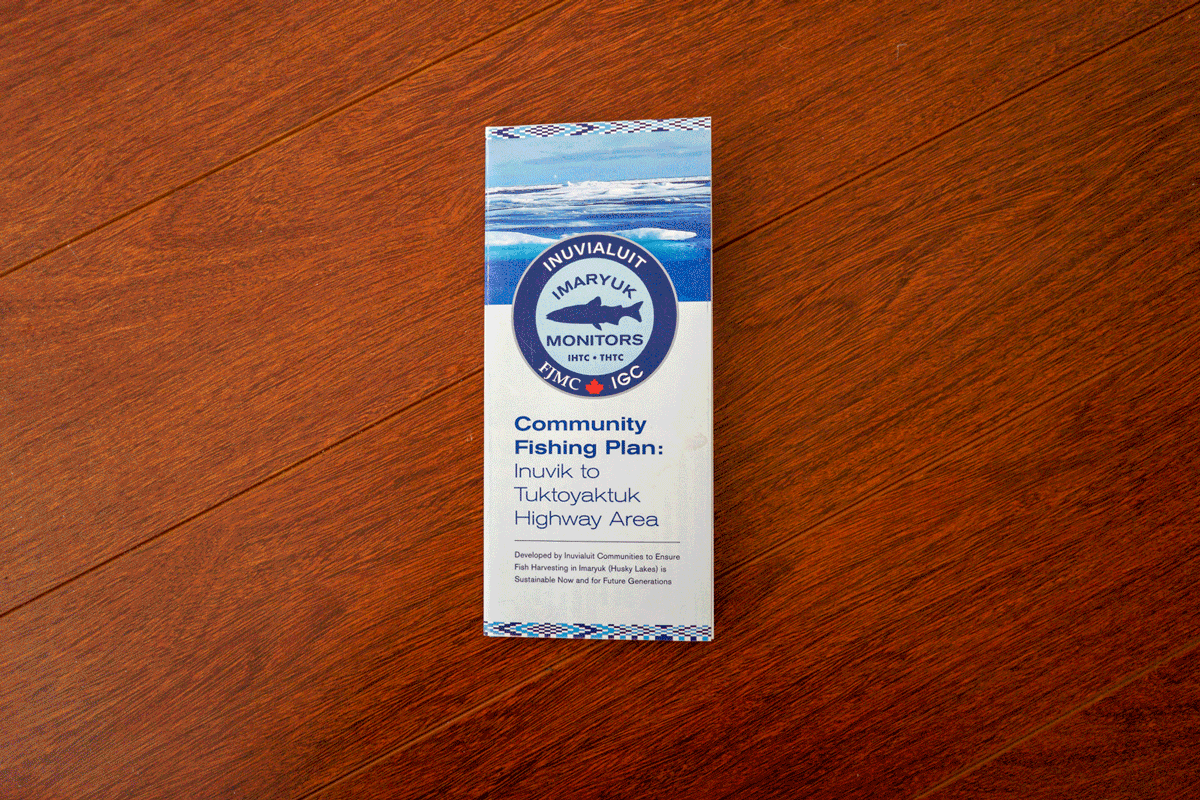 INUVIALUIT
IMARYUK
MONITORS
IHTC • THTC
FJMC IGC
Community
Fishing Plan:
Inuvik to
Tuktoyaktuk
Highway Area
Developed by Inuvialuit Communities to Ensure
Fish Harvesting in Imaryuk (Husky Lakes) is
Sustainable Now and for Future Generations